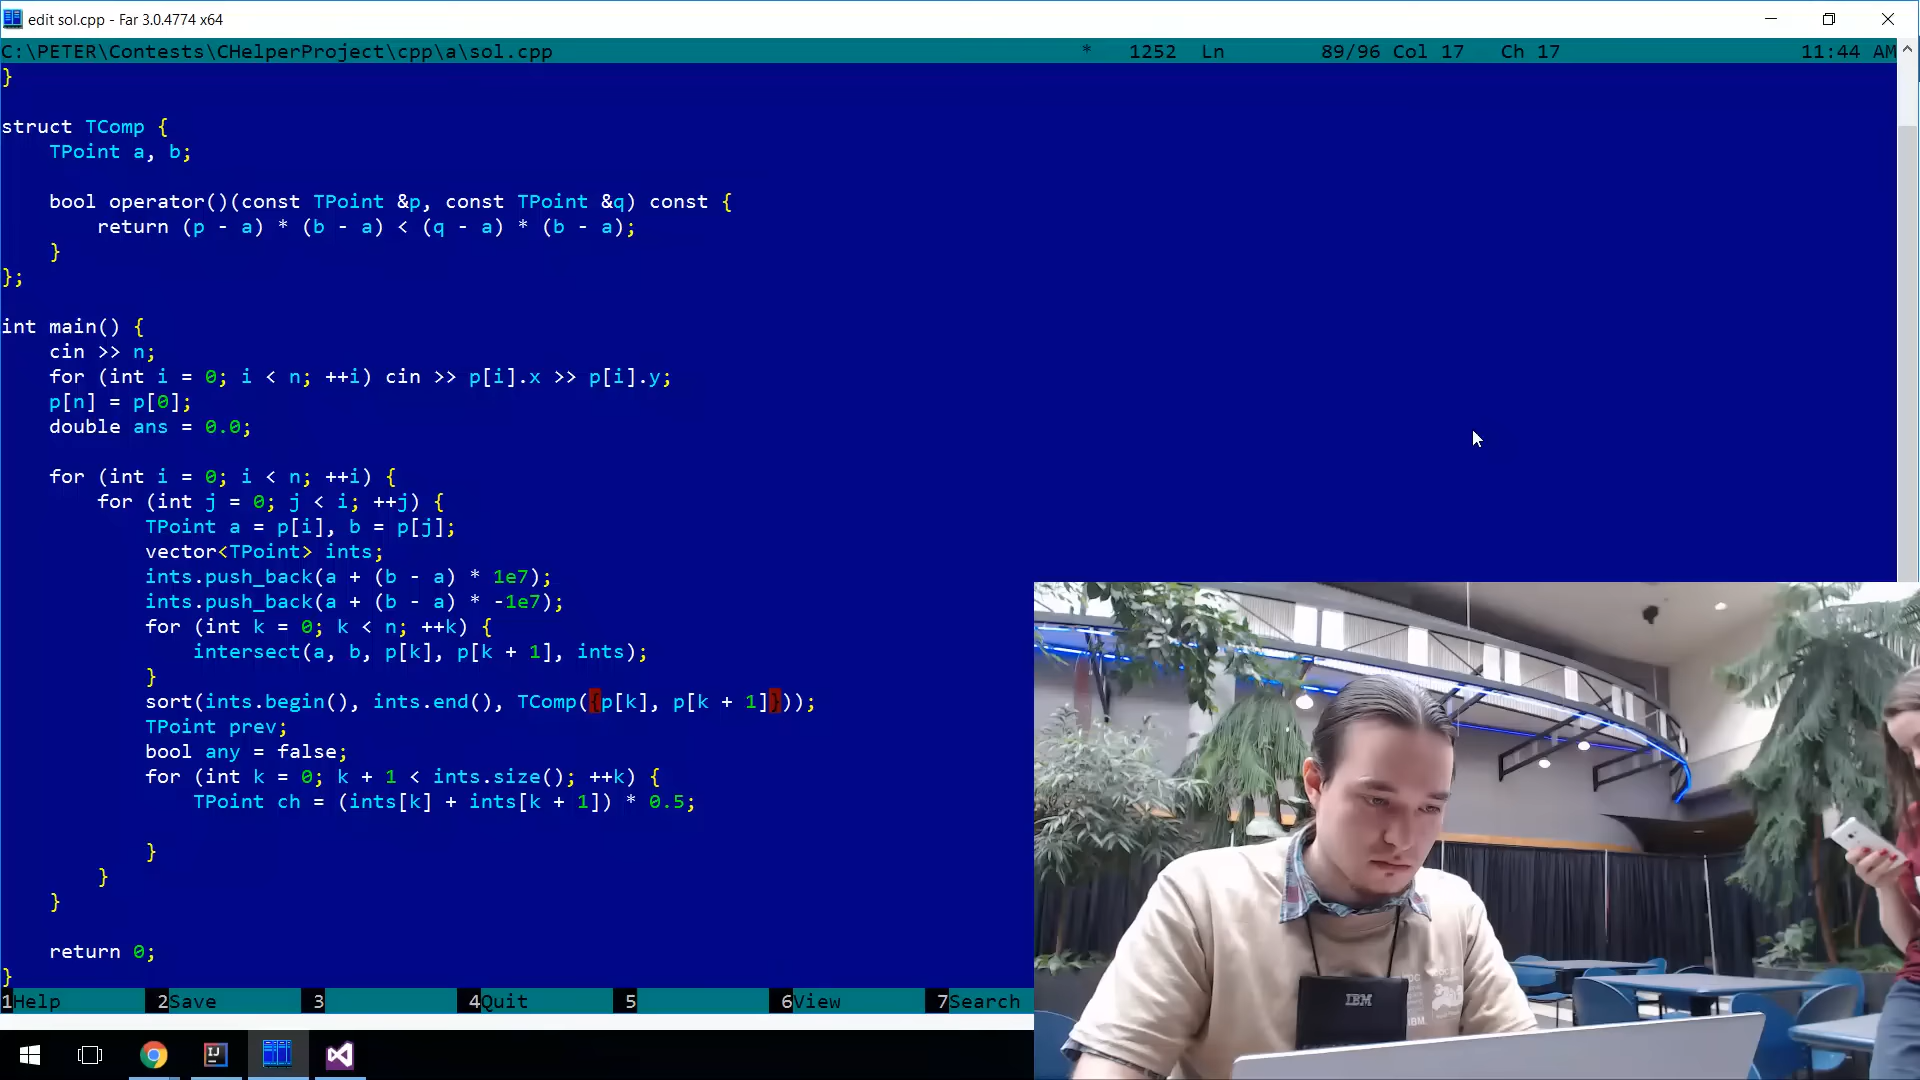 edit sol.cpp - Far 3.0.4774 x64
C:\PETER\Contests\CHelperProject\cpp\a\sol.cpp * 1252 Ln 89/96 Col 17 Ch 17 11:44 AM
}
struct TComp {
TPoint a, b;
bool operator()(const TPoint &p, const TPoint &q) const {
return (p - a) * (b - a) < (q - a) * (b - a);
}
};
int main() {
cin >> n;
for (int i = 0; i < n; ++i) cin >> p[i].x >> p[i].y;
p[n] = p[0];
double ans = 0.0;
for (int i = 0; i < n; ++i) {
for (int j = 0; j < i; ++j) {
TPoint a = p[i], b = p[j];
vector<TPoint> ints;
ints.push_back(a + (b - a) * 1e7);
ints.push_back(a + (b - a) * -1e7);
for (int k = 0; k < n; ++k) {
intersect(a, b, p[k], p[k + 1], ints);
}
sort(ints.begin(), ints.end(), TComp({p[k], p[k + 1]}));
TPoint prev;
bool any = false;
for (int k = 0; k + 1 < ints.size(); ++k) {
TPoint ch = (ints[k] + ints[k + 1]) * 0.5;
}
}
}
return 0;
}
1Help 2Save 3 4Quit 5 6View 7Search
IBM
IJ